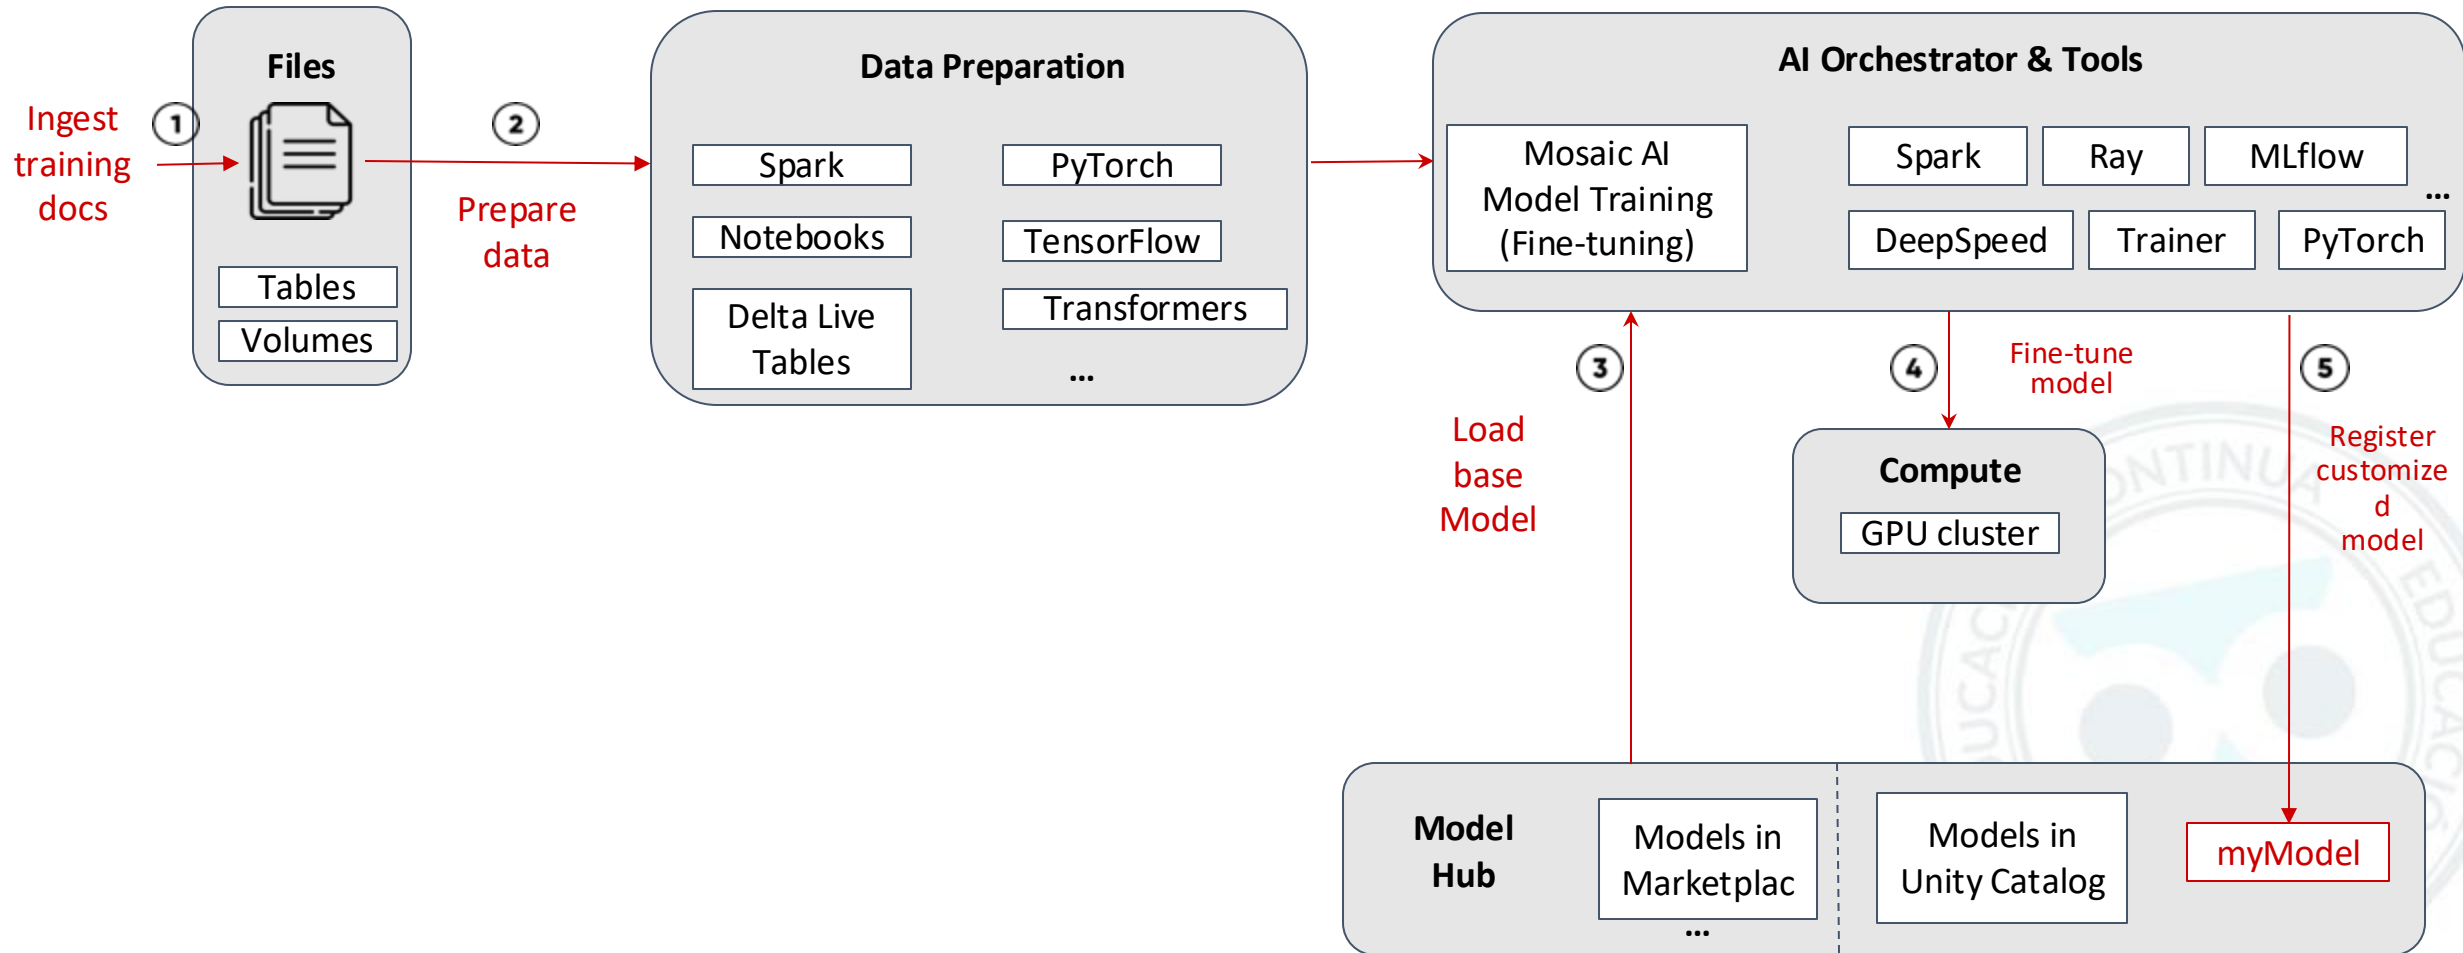 Files
Ingest
training
docs
1
Tables
Volumes
2
Prepare
data
Data Preparation
Spark
PyTorch
Notebooks
TensorFlow
Delta Live
Tables
Transformers
...
AI Orchestrator & Tools
Mosaic AI
Model Training
(Fine-tuning)
Spark
Ray
MLflow
...
DeepSpeed
Trainer
PyTorch
3
Load
base
Model
4
Fine-tune
model
5
Register
customize
d
model
Compute
GPU cluster
Model
Hub
Models in
Marketplac
...
Models in
Unity Catalog
myModel